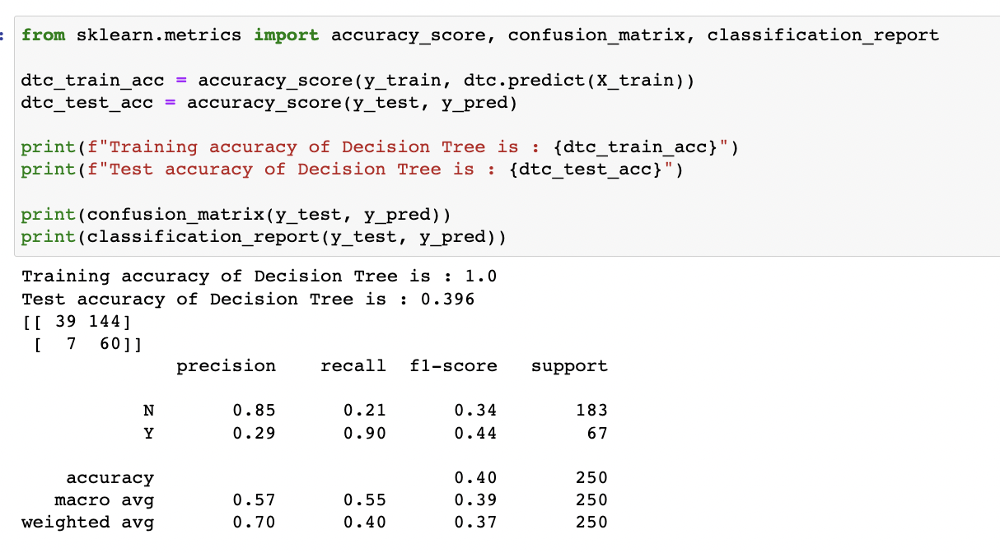 :
from sklearn.metrics import accuracy_score, confusion_matrix, classification_report
dtc_train_acc = accuracy_score(y_train, dtc.predict(X_train))
dtc_test_acc = accuracy_score(y_test, y_pred)
print(f"Training accuracy of Decision Tree is : {dtc_train_acc}")
print(f"Test accuracy of Decision Tree is : {dtc_test_acc}")
print(confusion_matrix(y_test, y_pred))
print(classification_report(y_test, y_pred))
Training accuracy of Decision Tree is : 1.0
Test accuracy of Decision Tree is : 0.396
[[ 39 144]
 [  7  60]]
              precision    recall  f1-score   support
           N       0.85      0.21      0.34       183
           Y       0.29      0.90      0.44        67
    accuracy                           0.40       250
   macro avg       0.57      0.55      0.39       250
weighted avg       0.70      0.40      0.37       250